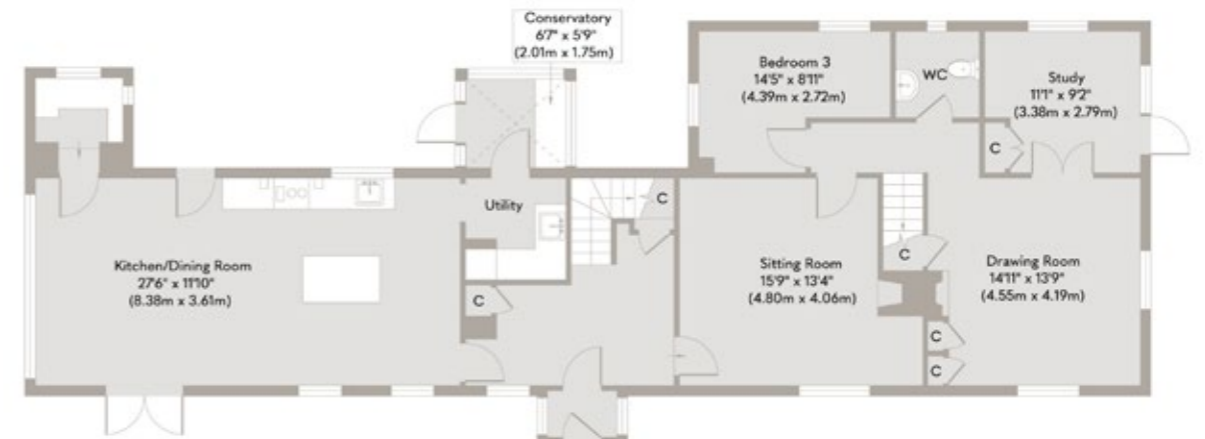 Conservatory
6'7" x 5'9"
(2.01m x 1.75m)
Bedroom 3
14'5" x 8'11"
(4.39m x 2.72m)
WC
Study
11'1" x 9'2"
(3.38m x 2.79m)
C
Utility
C
Kitchen/Dining Room
27'6" x 11'10"
(8.38m x 3.61m)
C
Sitting Room
15'9" x 13'4"
(4.80m x 4.06m)
C
Drawing Room
14'11" x 13'9"
(4.55m x 4.19m)
C
C